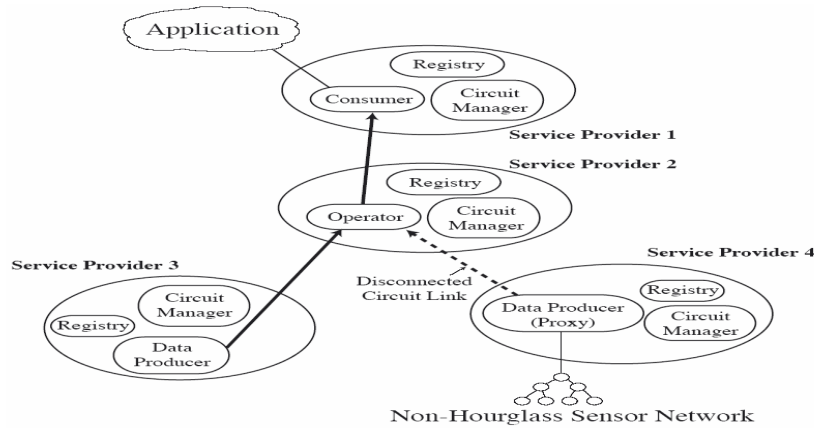 Application
Registry
Consumer
Circuit
Manager
Service Provider 1
Service Provider 2
Registry
Operator
Circuit
Manager
Service Provider 3
Service Provider 4
Disconnected
Circuit Link
Circuit
Manager
Registry
Data
Producer
Registry
Data Producer
(Proxy)
Circuit
Manager
Non-Hourglass Sensor Network